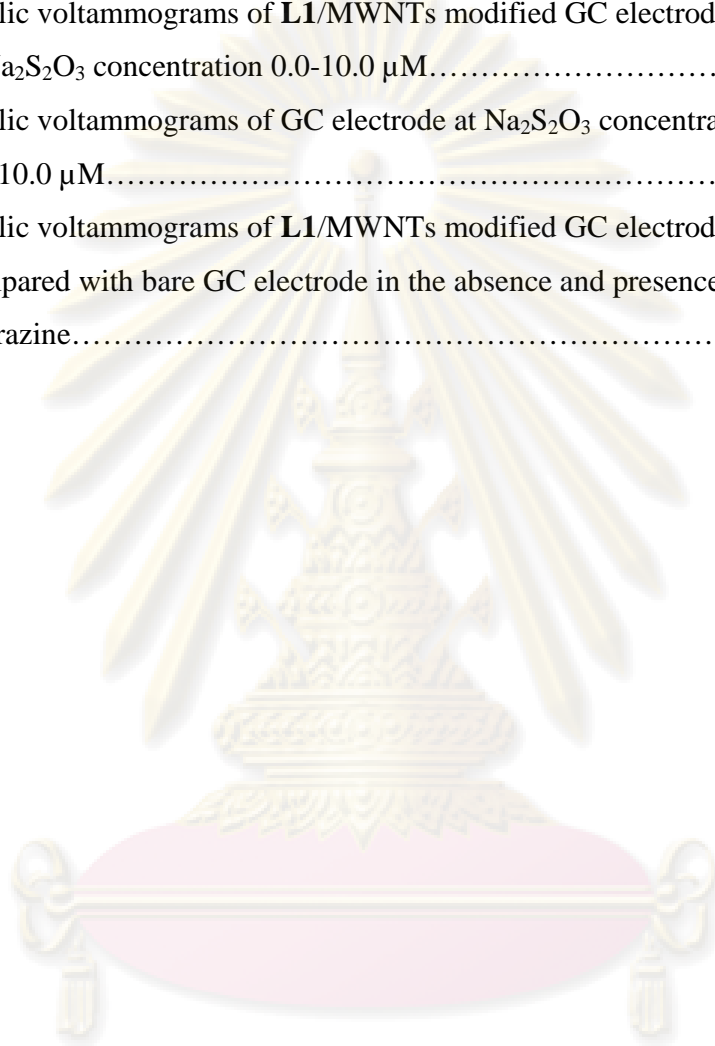 lic voltammograms of L1/MWNTs modified GC electrod
Na₂S₂O₃ concentration 0.0-10.0 µM……………………
lic voltammograms of GC electrode at Na₂S₂O₃ concentra
10.0 µM……………………………………………………
lic voltammograms of L1/MWNTs modified GC electrod
pared with bare GC electrode in the absence and presence
razine………………………………………………………